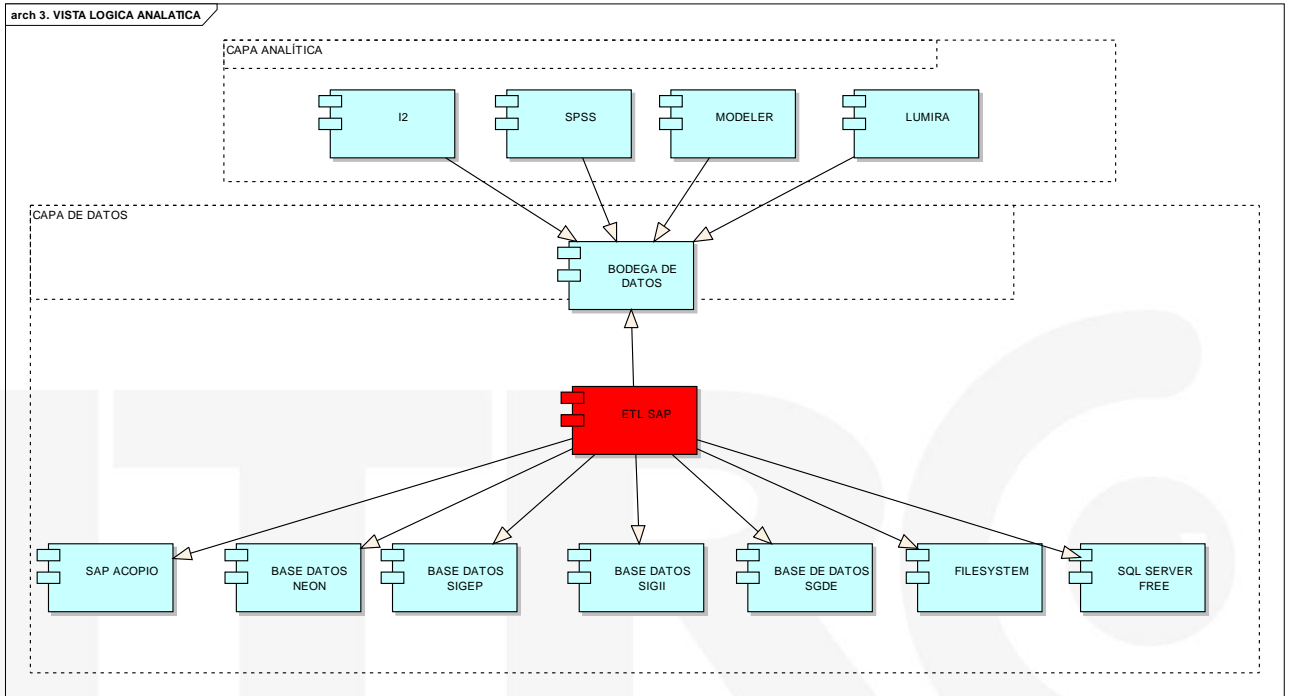 arch 3. VISTA LOGICA ANALATICA
CAPA ANALÍTICA
I2
SPSS
MODELER
LUMIRA
CAPA DE DATOS
BODEGA DE
DATOS
ETL SAP
SAP ACOPIO
BASE DATOS
NEON
BASE DATOS
SIGEP
BASE DATOS
SIGII
BASE DE DATOS
SGDE
FILESYSTEM
SQL SERVER
FREE
ITRC